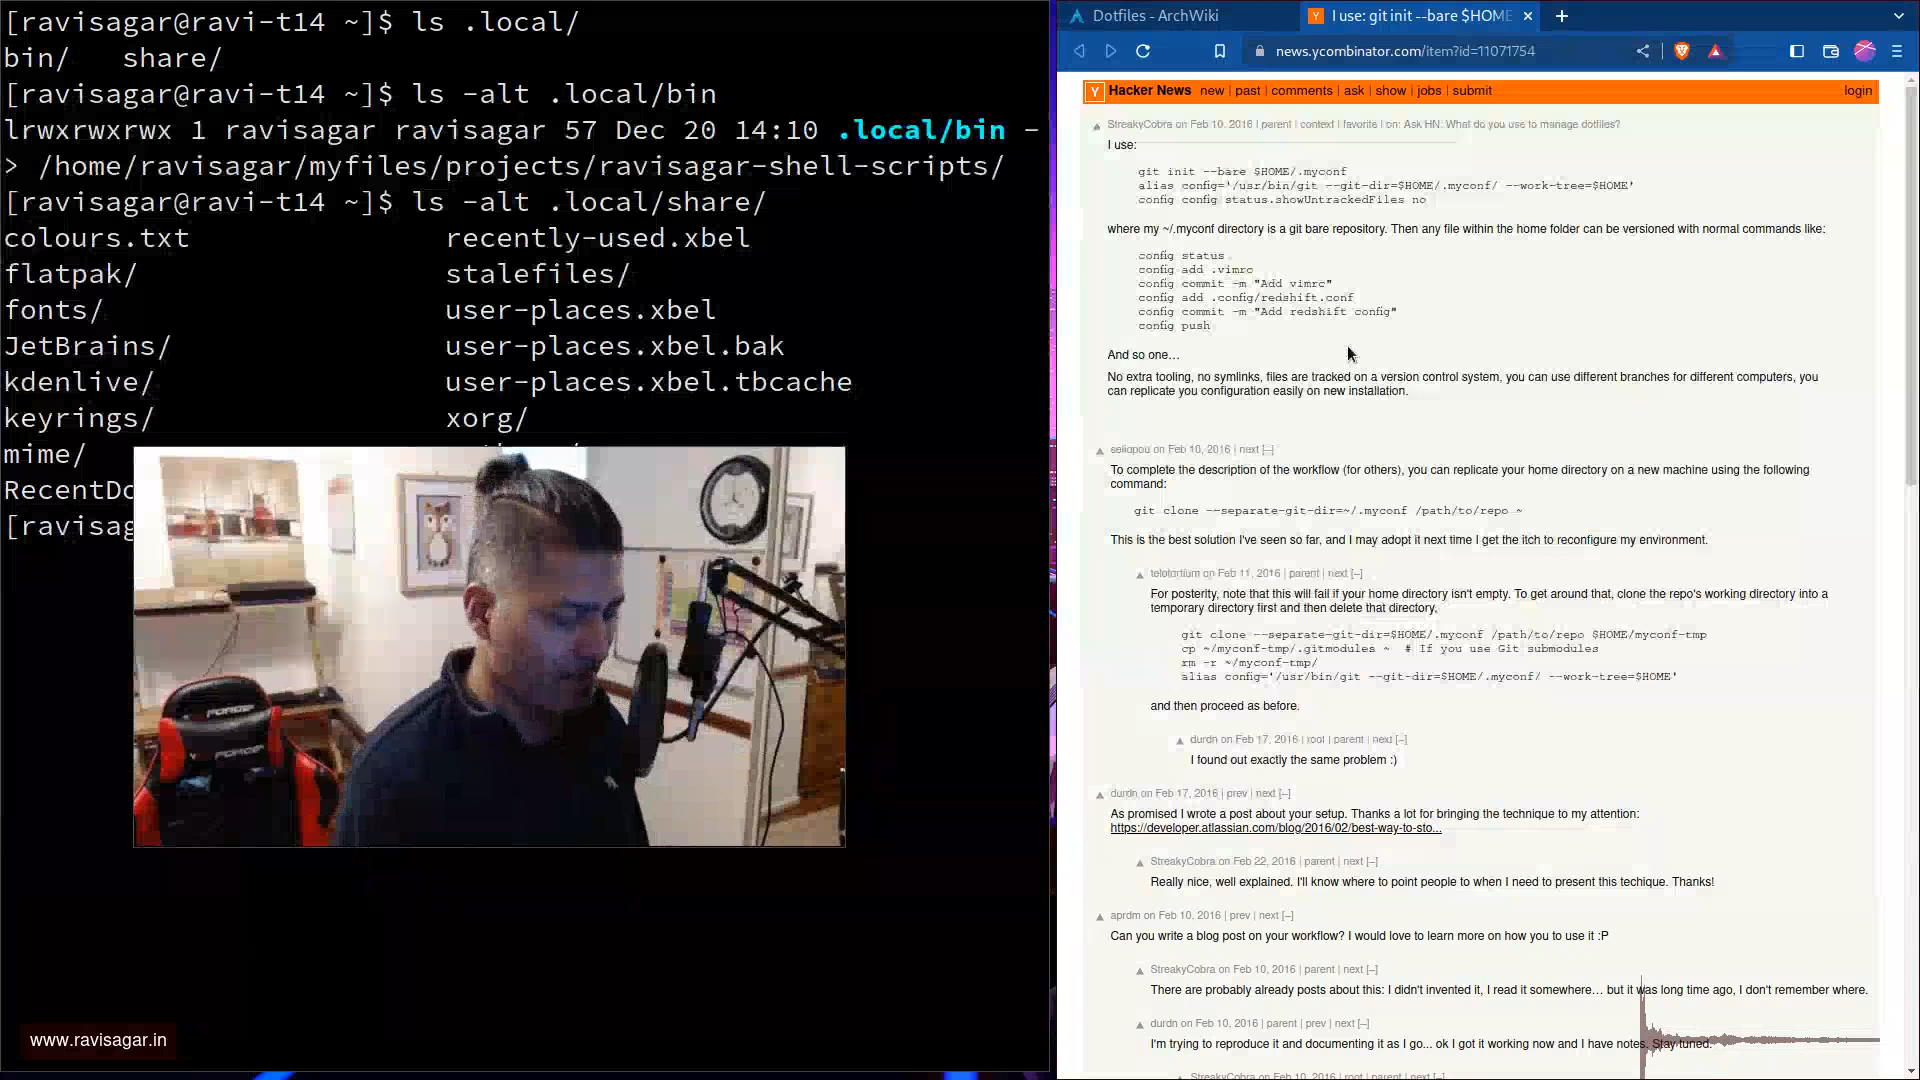 [ravisagar@ravi-t14 ~]$ ls .local/
bin/ share/
[ravisagar@ravi-t14 ~]$ ls -alt .local/bin
lrwxrwxrwx 1 ravisagar ravisagar 57 Dec 20 14:10 .local/bin -
> /home/ravisagar/myfiles/projects/ravisagar-shell-scripts/
[ravisagar@ravi-t14 ~]$ ls -alt .local/share/
colours.txt recently-used.xbel
flatpak/ stalefiles/
fonts/ user-places.xbel
JetBrains/ user-places.xbel.bak
kdenlive/ user-places.xbel.tbcache
keyrings/ xorg/
mime/
RecentDo
[ravisag
www.ravisagar.in
Dotfiles - ArchWiki
I use: git init --bare $HOME
news.ycombinator.com/item?id=11071754
Y Hacker News new | past | comments | ask | show | jobs | submit login
StreakyCobra on Feb 10, 2016 | parent | context | favorite | on: Ask HN: What do you use to manage dotfiles?
I use:
git init --bare $HOME/.myconf
alias config='/usr/bin/git --git-dir=$HOME/.myconf/ --work-tree=$HOME'
config config status.showUntrackedFiles no
where my ~/.myconf directory is a git bare repository. Then any file within the home folder can be versioned with normal commands like:
config status
config add .vimrc
config commit -m "Add vimrc"
config add .config/redshift.conf
config commit -m "Add redshift config"
config push
And so one…
No extra tooling, no symlinks, files are tracked on a version control system, you can use different branches for different computers, you
can replicate you configuration easily on new installation.
seliopou on Feb 10, 2016 | next [–]
To complete the description of the workflow (for others), you can replicate your home directory on a new machine using the following
command:
git clone --separate-git-dir=~/.myconf /path/to/repo ~
This is the best solution I've seen so far, and I may adopt it next time I get the itch to reconfigure my environment.
telotortium on Feb 11, 2016 | parent | next [–]
For posterity, note that this will fail if your home directory isn't empty. To get around that, clone the repo's working directory into a
temporary directory first and then delete that directory,
git clone --separate-git-dir=$HOME/.myconf /path/to/repo $HOME/myconf-tmp
cp ~/myconf-tmp/.gitmodules ~ # If you use Git submodules
rm -r ~/myconf-tmp/
alias config='/usr/bin/git --git-dir=$HOME/.myconf/ --work-tree=$HOME'
and then proceed as before.
durdn on Feb 17, 2016 | root | parent | next [–]
I found out exactly the same problem :)
durdn on Feb 17, 2016 | prev | next [–]
As promised I wrote a post about your setup. Thanks a lot for bringing the technique to my attention:
https://developer.atlassian.com/blog/2016/02/best-way-to-sto...
StreakyCobra on Feb 22, 2016 | parent | next [–]
Really nice, well explained. I'll know where to point people to when I need to present this techique. Thanks!
aprdm on Feb 10, 2016 | prev | next [–]
Can you write a blog post on your workflow? I would love to learn more on how you to use it :P
StreakyCobra on Feb 10, 2016 | parent | next [–]
There are probably already posts about this: I didn't invented it, I read it somewhere… but it was long time ago, I don't remember where.
durdn on Feb 10, 2016 | parent | prev | next [–]
I'm trying to reproduce it and documenting it as I go... ok I got it working now and I have notes. Stay tuned.
StreakyCobra on Feb 10, 2016 | root | parent | next [–]